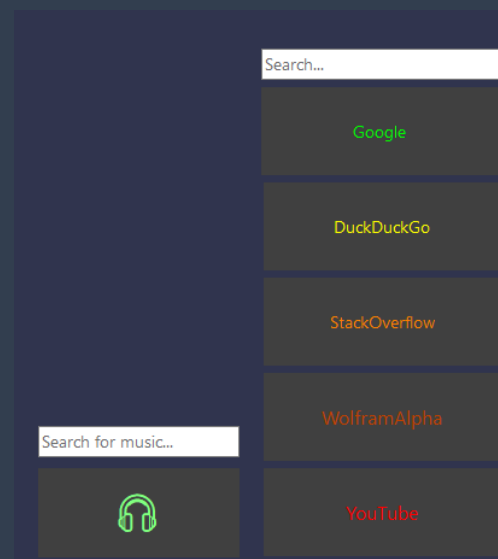 Search...
Google
DuckDuckGo
StackOverflow
WolframAlpha
Search for music...
YouTube